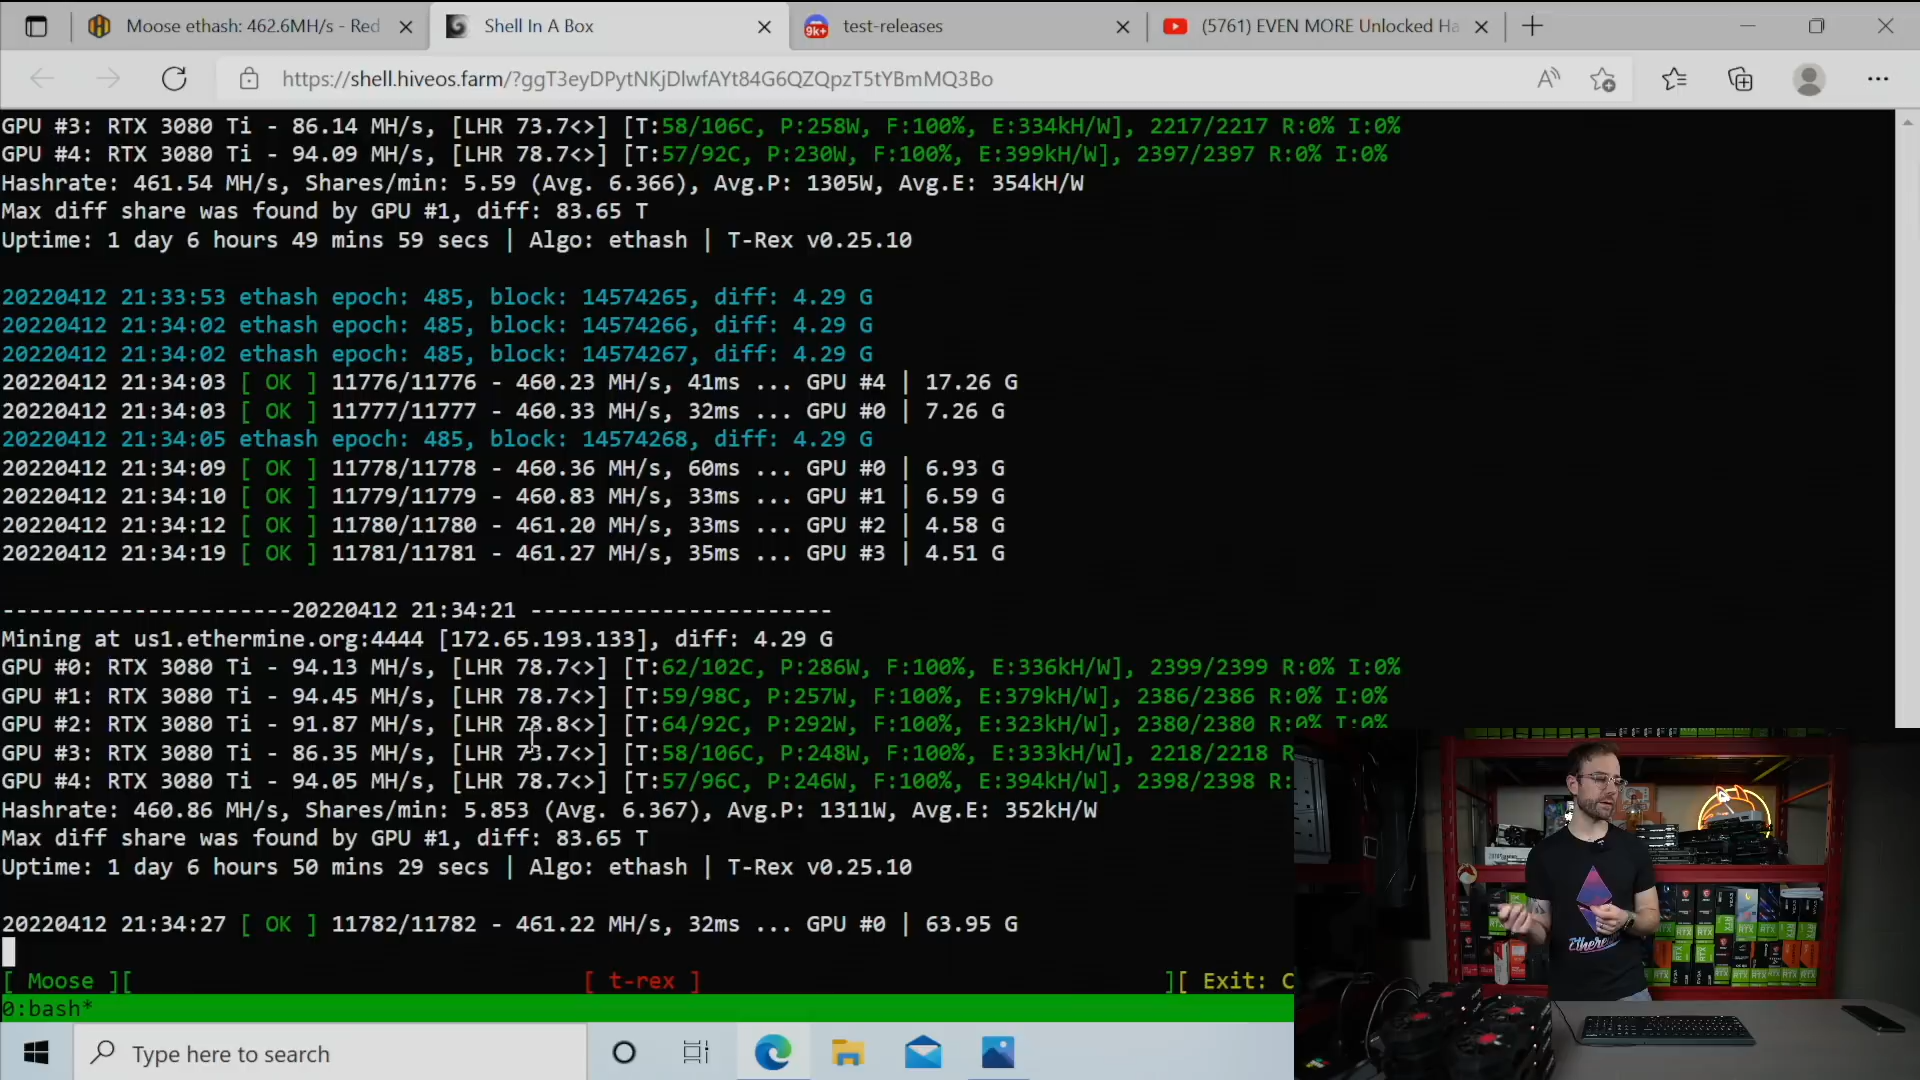 Moose ethash: 462.6MH/s - Red
Shell In A Box
9k+
test-releases
(5761) EVEN MORE Unlocked Ha
https://shell.hiveos.farm/?ggT3eyDPytNKjDlwfAYt84G6QZQpzT5tYBmMQ3Bo
GPU #3: RTX 3080 Ti - 86.14 MH/s, [LHR 73.7<>] [T:58/106C, P:258W, F:100%, E:334kH/W], 2217/2217 R:0% I:0%
GPU #4: RTX 3080 Ti - 94.09 MH/s, [LHR 78.7<>] [T:57/92C, P:230W, F:100%, E:399kH/W], 2397/2397 R:0% I:0%
Hashrate: 461.54 MH/s, Shares/min: 5.59 (Avg. 6.366), Avg.P: 1305W, Avg.E: 354kH/W
Max diff share was found by GPU #1, diff: 83.65 T
Uptime: 1 day 6 hours 49 mins 59 secs | Algo: ethash | T-Rex v0.25.10
20220412 21:33:53 ethash epoch: 485, block: 14574265, diff: 4.29 G
20220412 21:34:02 ethash epoch: 485, block: 14574266, diff: 4.29 G
20220412 21:34:02 ethash epoch: 485, block: 14574267, diff: 4.29 G
20220412 21:34:03 [ OK ] 11776/11776 - 460.23 MH/s, 41ms ... GPU #4 | 17.26 G
20220412 21:34:03 [ OK ] 11777/11777 - 460.33 MH/s, 32ms ... GPU #0 | 7.26 G
20220412 21:34:05 ethash epoch: 485, block: 14574268, diff: 4.29 G
20220412 21:34:09 [ OK ] 11778/11778 - 460.36 MH/s, 60ms ... GPU #0 | 6.93 G
20220412 21:34:10 [ OK ] 11779/11779 - 460.83 MH/s, 33ms ... GPU #1 | 6.59 G
20220412 21:34:12 [ OK ] 11780/11780 - 461.20 MH/s, 33ms ... GPU #2 | 4.58 G
20220412 21:34:19 [ OK ] 11781/11781 - 461.27 MH/s, 35ms ... GPU #3 | 4.51 G
----------------------20220412 21:34:21 -----------------------
Mining at us1.ethermine.org:4444 [172.65.193.133], diff: 4.29 G
GPU #0: RTX 3080 Ti - 94.13 MH/s, [LHR 78.7<>] [T:62/102C, P:286W, F:100%, E:336kH/W], 2399/2399 R:0% I:0%
GPU #1: RTX 3080 Ti - 94.45 MH/s, [LHR 78.7<>] [T:59/98C, P:257W, F:100%, E:379kH/W], 2386/2386 R:0% I:0%
GPU #2: RTX 3080 Ti - 91.87 MH/s, [LHR 78.8<>] [T:64/92C, P:292W, F:100%, E:323kH/W], 2380/2380 R:0% I:0%
GPU #3: RTX 3080 Ti - 86.35 MH/s, [LHR 73.7<>] [T:58/106C, P:248W, F:100%, E:333kH/W], 2218/2218 R
GPU #4: RTX 3080 Ti - 94.05 MH/s, [LHR 78.7<>] [T:57/96C, P:246W, F:100%, E:394kH/W], 2398/2398 R:
Hashrate: 460.86 MH/s, Shares/min: 5.853 (Avg. 6.367), Avg.P: 1311W, Avg.E: 352kH/W
Max diff share was found by GPU #1, diff: 83.65 T
Uptime: 1 day 6 hours 50 mins 29 secs | Algo: ethash | T-Rex v0.25.10
20220412 21:34:27 [ OK ] 11782/11782 - 461.22 MH/s, 32ms ... GPU #0 | 63.95 G
[ Moose ][ [ t-rex ] ][ Exit: C
0:bash*
Type here to search